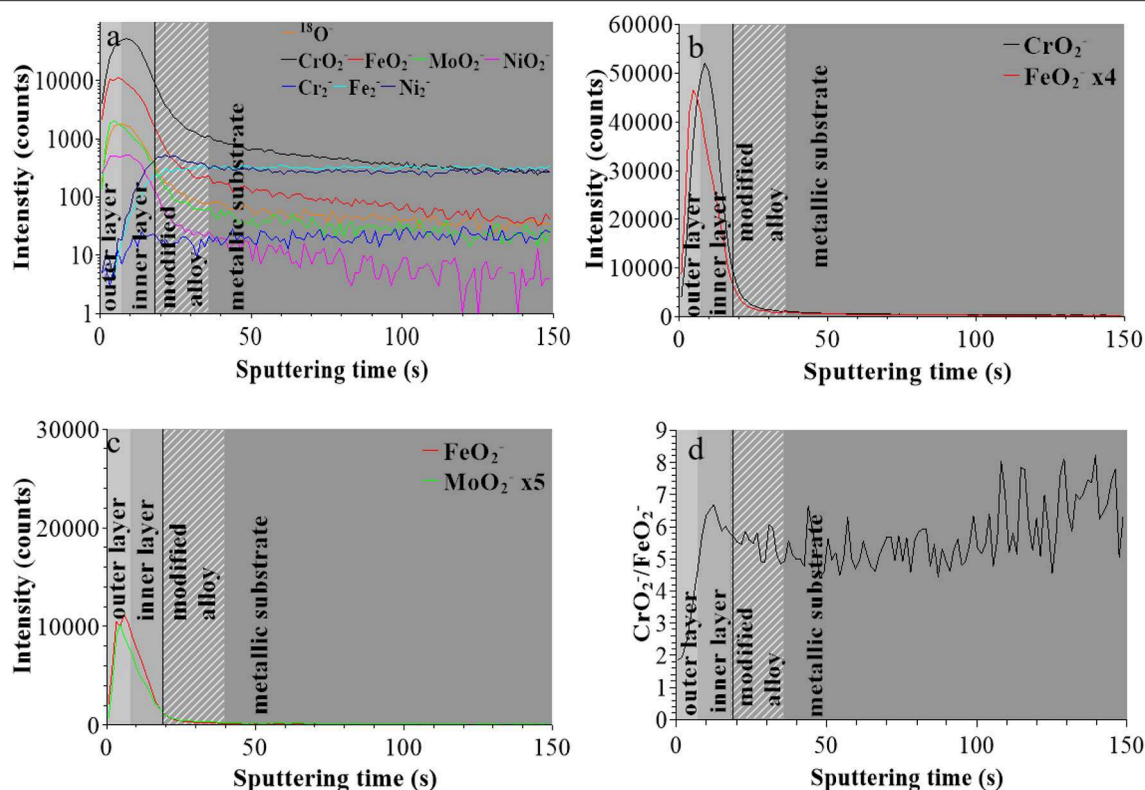 a
¹⁸O⁻
CrO₂⁻ FeO₂⁻ MoO₂⁻ NiO₂⁻
Cr₂⁻ Fe₂⁻ Ni₂⁻
10000
1000
100
10
1
Intenstiy (counts)
outer layer
inner layer
modified
alloy
metallic substrate
0 50 100 150
Sputtering time (s)
b
CrO₂⁻
FeO₂⁻ x4
60000
50000
40000
30000
20000
10000
0
Intensity (counts)
outer layer
inner layer
modified
alloy
metallic substrate
0 50 100 150
Sputtering time (s)
c
FeO₂⁻
MoO₂⁻ x5
30000
20000
10000
0
Intensity (counts)
outer layer
inner layer
modified
alloy
metallic substrate
0 50 100 150
Sputtering time (s)
d
9
8
7
6
5
4
3
2
1
0
CrO₂⁻/FeO₂⁻
outer layer
inner layer
modified
alloy
metallic substrate
0 50 100 150
Sputtering time (s)